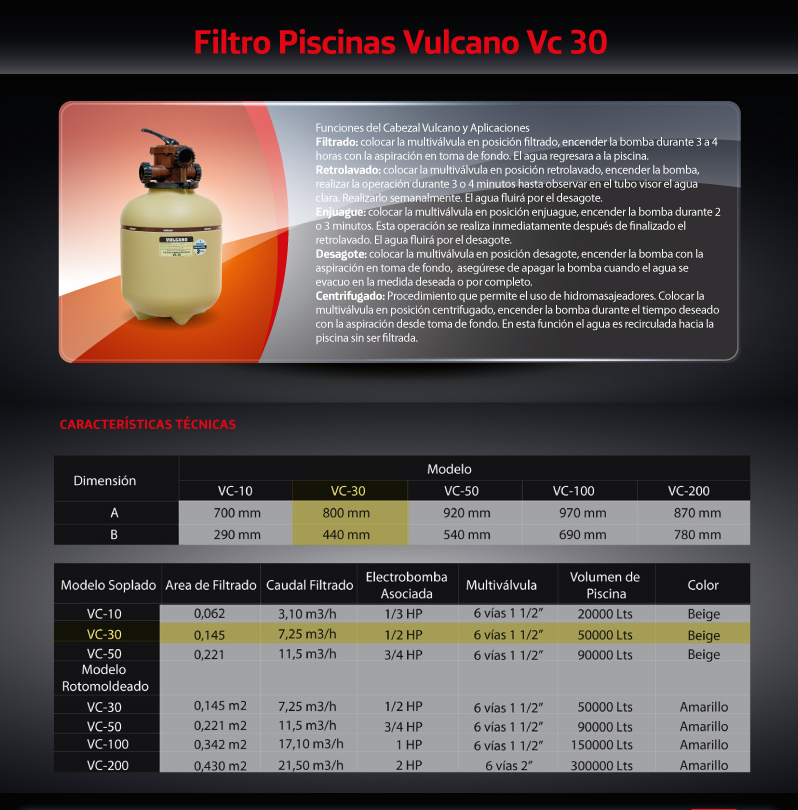 Filtro Piscinas Vulcano Vc 30
Funciones del Cabezal Vulcano y Aplicaciones
Filtrado: colocar la multiválvula en posición filtrado, encender la bomba durante 3 a 4
horas con la aspiración en toma de fondo. El agua regresara a la piscina.
Retrolavado: colocar la multiválvula en posición retrolavado, encender la bomba,
realizar la operación durante 3 o 4 minutos hasta observar en el tubo visor el agua
clara. Realizarlo semanalmente. El agua fluirá por el desagote.
Enjuague: colocar la multiválvula en posición enjuague, encender la bomba durante 2
o 3 minutos. Esta operación se realiza inmediatamente después de finalizado el
retrolavado. El agua fluirá por el desagote.
Desagote: colocar la multiválvula en posición desagote, encender la bomba con la
aspiración en toma de fondo, asegúrese de apagar la bomba cuando el agua se
evacuo en la medida deseada o por completo.
Centrifugado: Procedimiento que permite el uso de hidromasajeadores. Colocar la
multiválvula en posición centrifugado, encender la bomba durante el tiempo deseado
con la aspiración desde toma de fondo. En esta función el agua es recirculada hacia la
piscina sin ser filtrada.
VULCANO
CARACTERÍSTICAS TÉCNICAS
Dimensión Modelo
VC-10 VC-30 VC-50 VC-100 VC-200
A 700 mm 800 mm 920 mm 970 mm 870 mm
B 290 mm 440 mm 540 mm 690 mm 780 mm
Modelo Soplado Area de Filtrado Caudal Filtrado Electrobomba Asociada Multiválvula Volumen de Piscina Color
VC-10 0,062 3,10 m3/h 1/3 HP 6 vías 1 1/2” 20000 Lts Beige
VC-30 0,145 7,25 m3/h 1/2 HP 6 vías 1 1/2” 50000 Lts Beige
VC-50 0,221 11,5 m3/h 3/4 HP 6 vías 1 1/2” 90000 Lts Beige
Modelo
Rotomoldeado
VC-30 0,145 m2 7,25 m3/h 1/2 HP 6 vías 1 1/2” 50000 Lts Amarillo
VC-50 0,221 m2 11,5 m3/h 3/4 HP 6 vías 1 1/2” 90000 Lts Amarillo
VC-100 0,342 m2 17,10 m3/h 1 HP 6 vías 1 1/2” 150000 Lts Amarillo
VC-200 0,430 m2 21,50 m3/h 2 HP 6 vías 2” 300000 Lts Amarillo